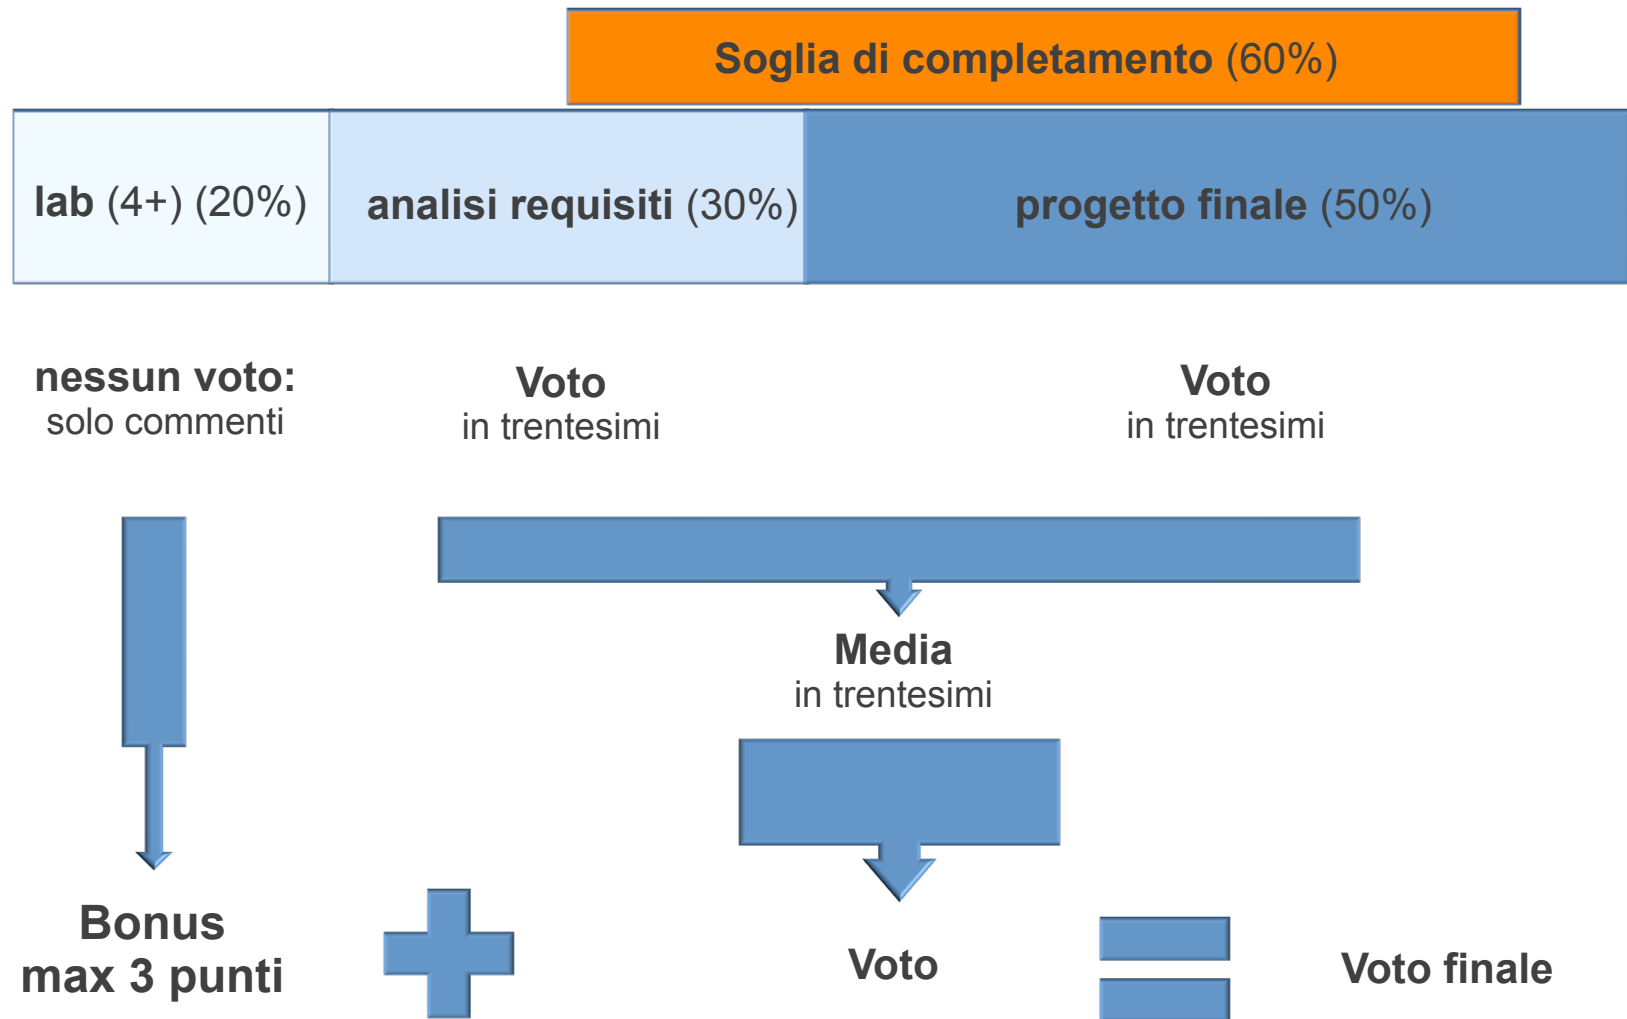 Soglia di completamento (60%)
lab (4+) (20%)
analisi requisiti (30%)
progetto finale (50%)
nessun voto:
solo commenti
Voto
in trentesimi
Voto
in trentesimi
Media
in trentesimi
Bonus
max 3 punti
Voto
Voto finale